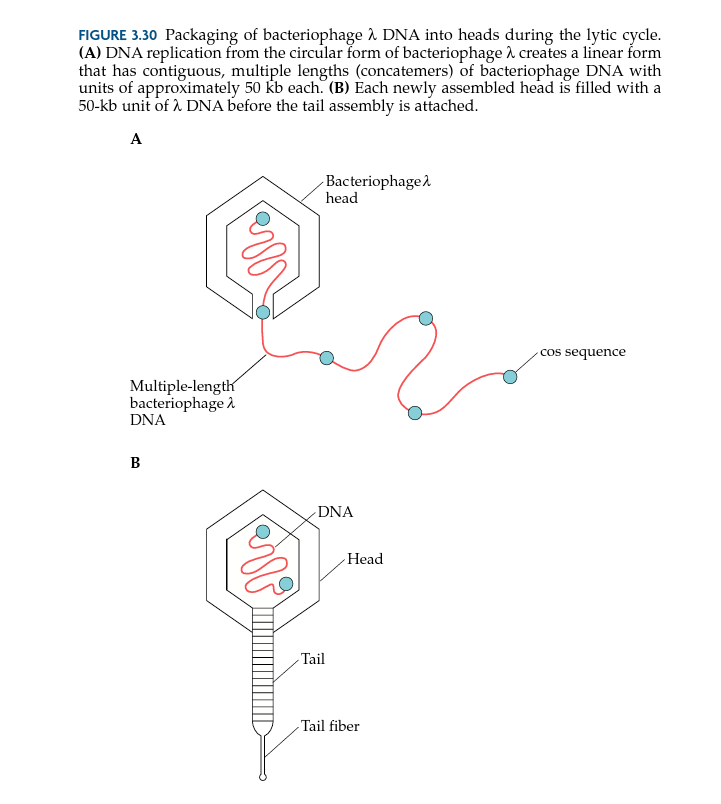 FIGURE 3.30 Packaging of bacteriophage λ DNA into heads during the lytic cycle.
(A) DNA replication from the circular form of bacteriophage λ creates a linear form
that has contiguous, multiple lengths (concatemers) of bacteriophage DNA with
units of approximately 50 kb each. (B) Each newly assembled head is filled with a
50-kb unit of λ DNA before the tail assembly is attached.
A
Bacteriophage λ
head
cos sequence
Multiple-length
bacteriophage λ
DNA
B
DNA
Head
Tail
Tail fiber